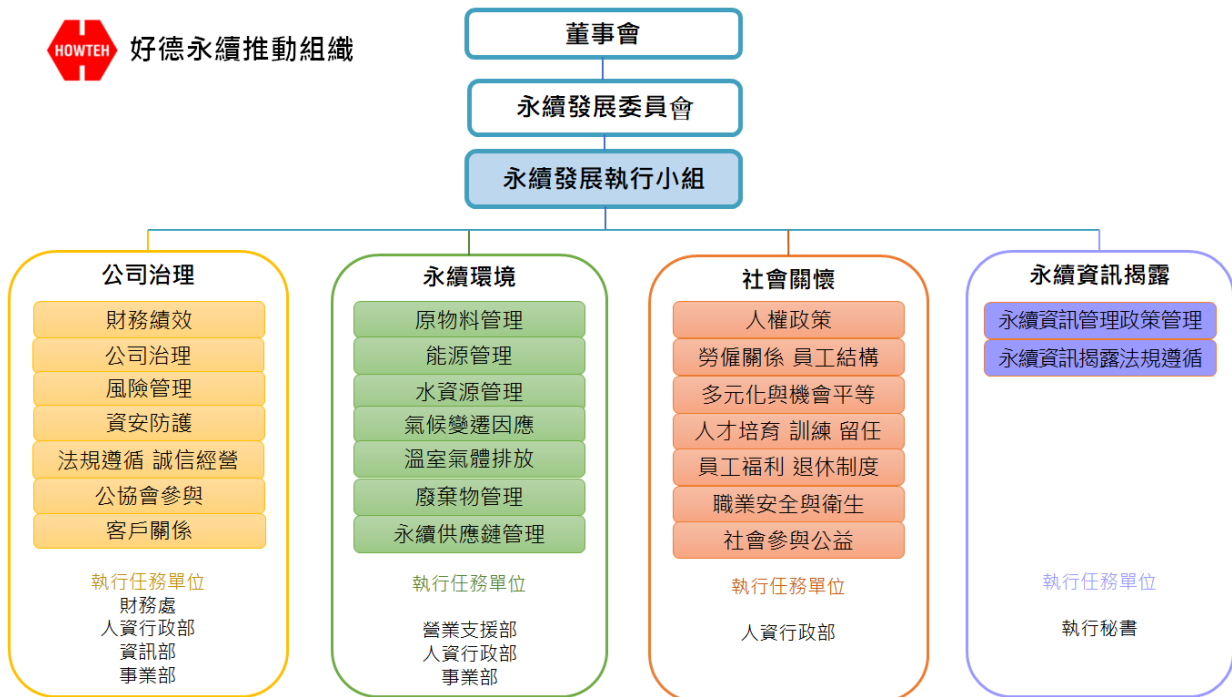 HOWTEH
好德永續推動組織
董事會
永續發展委員會
永續發展執行小組
公司治理
財務績效
公司治理
風險管理
資安防護
法規遵循 誠信經營
公協會參與
客戶關係
執行任務單位
財務處
人資行政部
資訊部
事業部
永續環境
原物料管理
能源管理
水資源管理
氣候變遷因應
溫室氣體排放
廢棄物管理
永續供應鏈管理
執行任務單位
營業支援部
人資行政部
事業部
社會關懷
人權政策
勞僱關係 員工結構
多元化與機會平等
人才培育 訓練 留任
員工福利 退休制度
職業安全與衛生
社會參與公益
執行任務單位
人資行政部
永續資訊揭露
永續資訊管理政策管理
永續資訊揭露法規遵循
執行任務單位
執行秘書